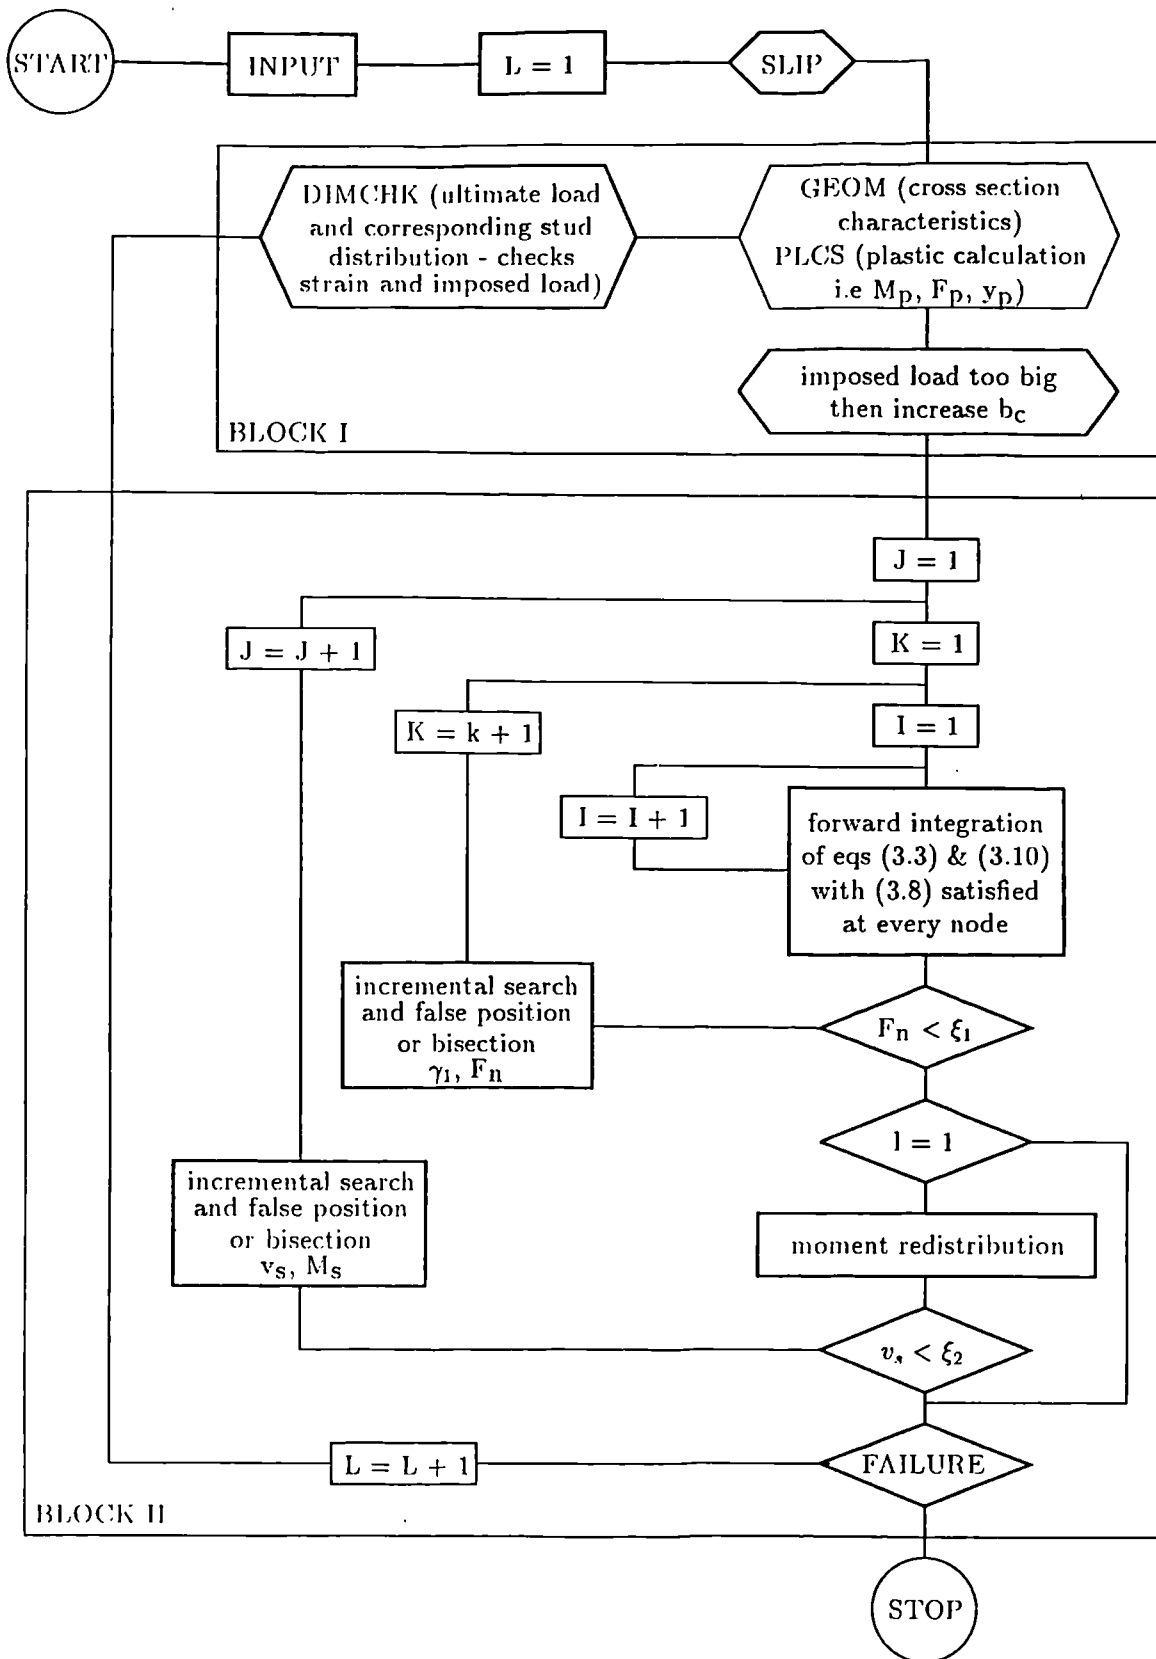 START
INPUT
L = 1
SLIP
DIMCHK (ultimate load
and corresponding stud
distribution - checks
strain and imposed load)
GEOM (cross section
characteristics)
PLCS (plastic calculation
i.e Mp, Fp, yp)
imposed load too big
then increase bc
BLOCK I
J = 1
J = J + 1
K = 1
K = k + 1
I = 1
I = I + 1
forward integration
of eqs (3.3) & (3.10)
with (3.8) satisfied
at every node
incremental search
and false position
or bisection
γ1, Fn
Fn < ξ1
1 = 1
incremental search
and false position
or bisection
vs, Ms
moment redistribution
vs < ξ2
L = L + 1
FAILURE
BLOCK II
STOP